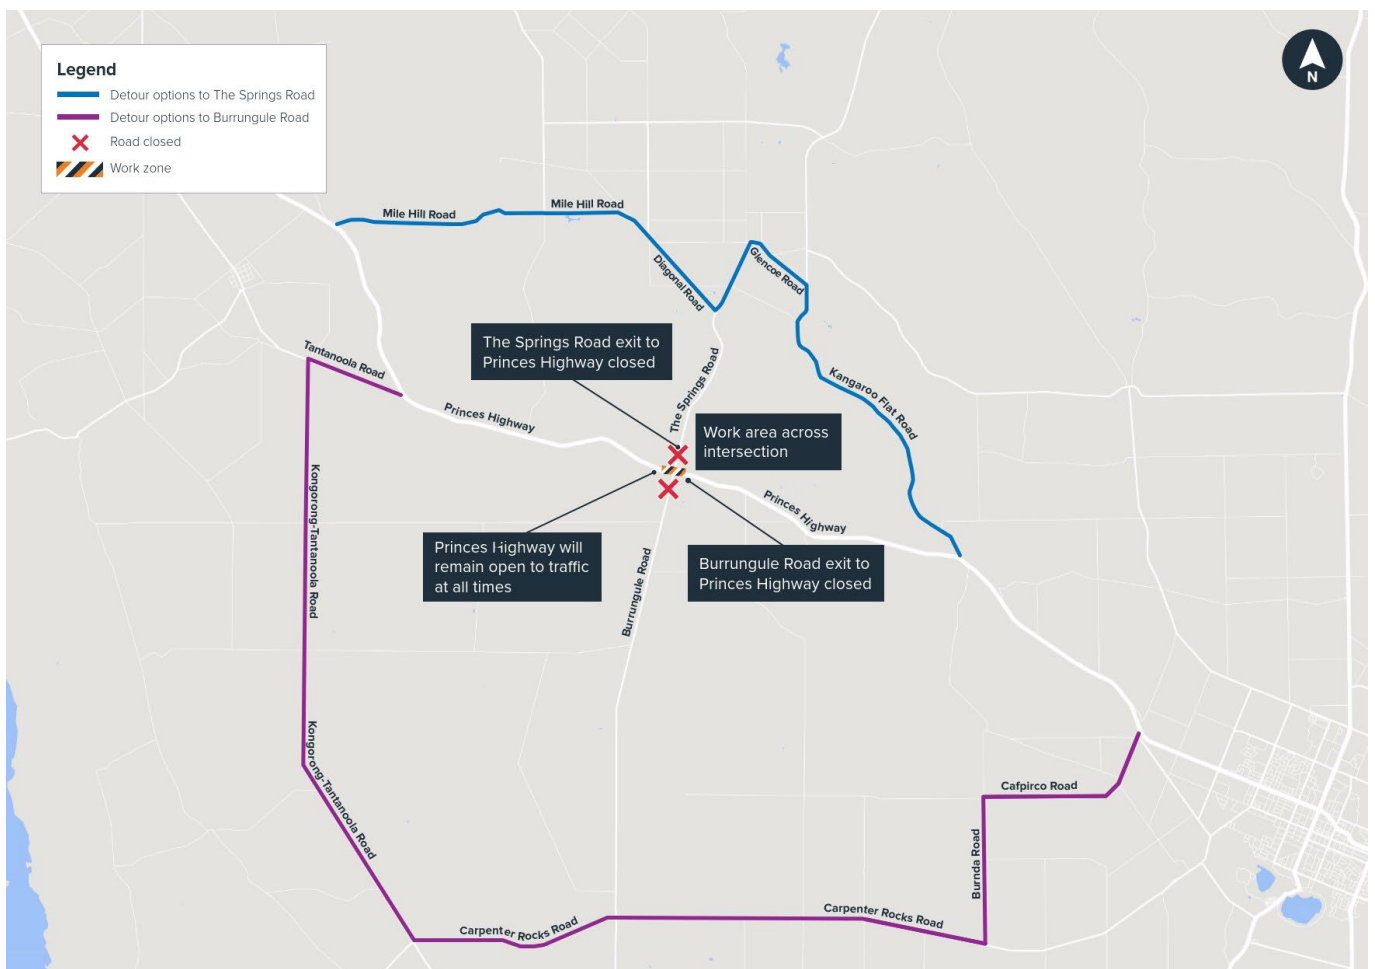 Legend
Detour options to The Springs Road
Detour options to Burrungule Road
Road closed
Work zone
N
Mile Hill Road
Mile Hill Road
Diagonal Road
Glencoe Road
The Springs Road exit to
Princes Highway closed
Tantanoola Road
The Springs Road
Kangaroo Flat Road
Princes Highway
Work area across
intersection
Princes Highway
Kongorong-Tantanoola Road
Princes Highway will
remain open to traffic
at all times
Burrungule Road exit to
Princes Highway closed
Burrungule Road
Kongorong-Tantanoola Road
Cafpirco Road
Burnda Road
Carpenter Rocks Road
Carpenter Rocks Road